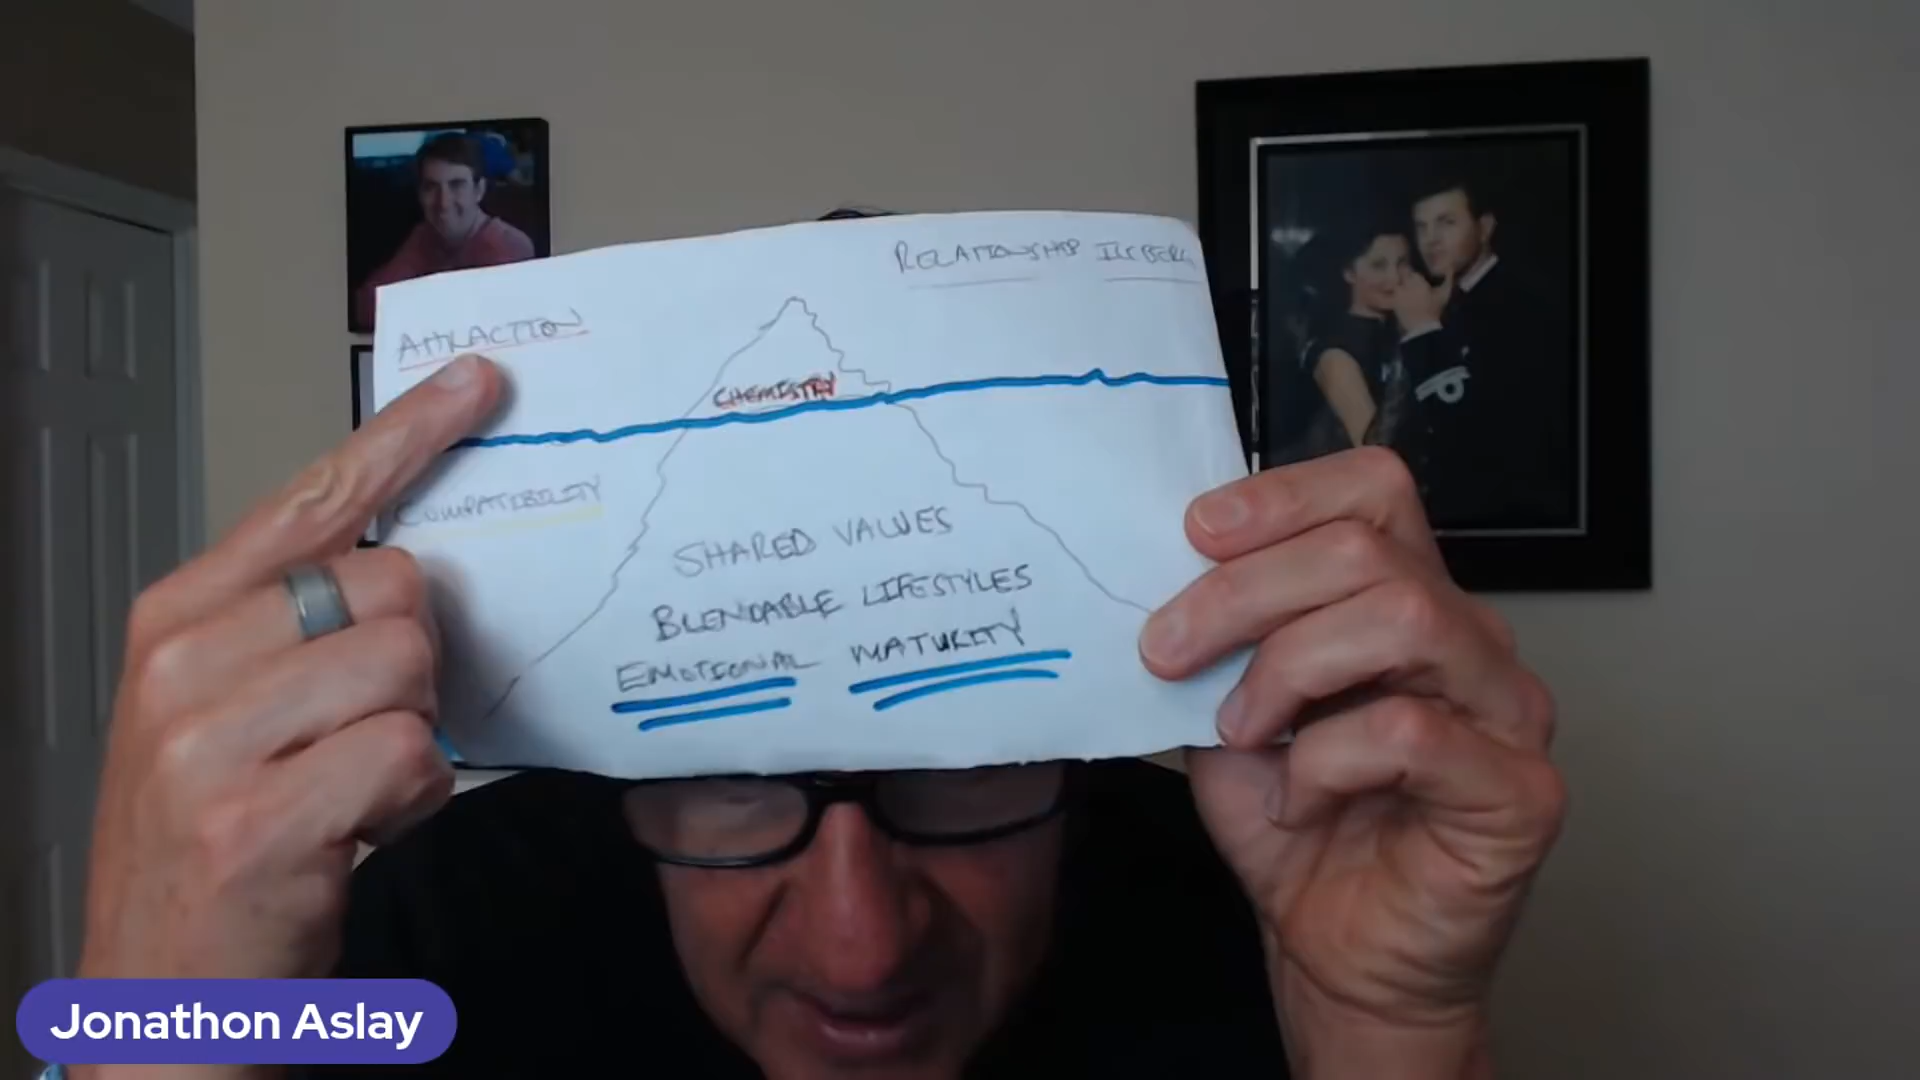 RELATIONSHIP ICEBERG
ATTRACTION
CHEMISTRY
COMPATIBILITY
SHARED VALUES
BLENDABLE LIFESTYLES
EMOTIONAL MATURITY
Jonathon Aslay